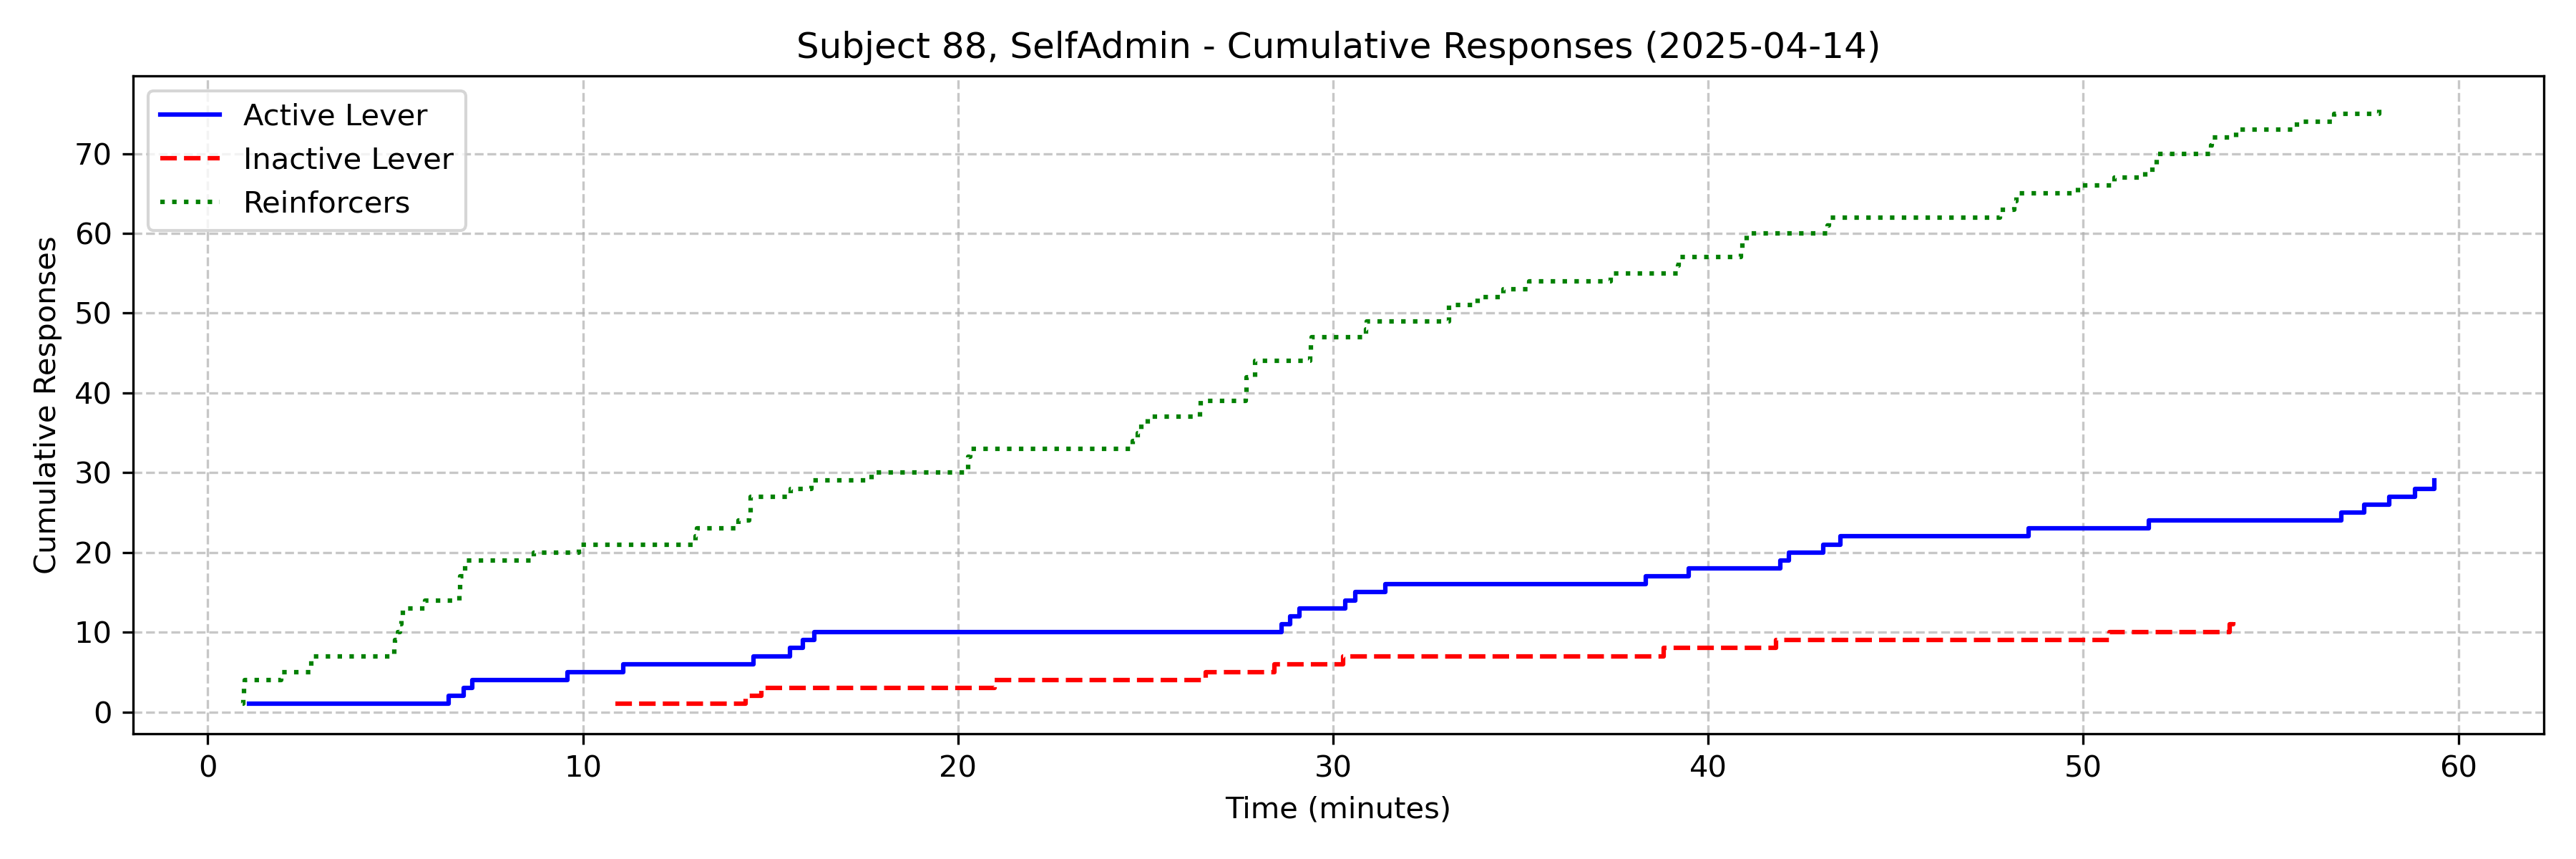 Subject 88, SelfAdmin - Cumulative Responses (2025-04-14)
Active Lever
Inactive Lever
Reinforcers
Cumulative Responses
70
60
50
40
30
20
10
0
0 10 20 30 40 50 60
Time (minutes)